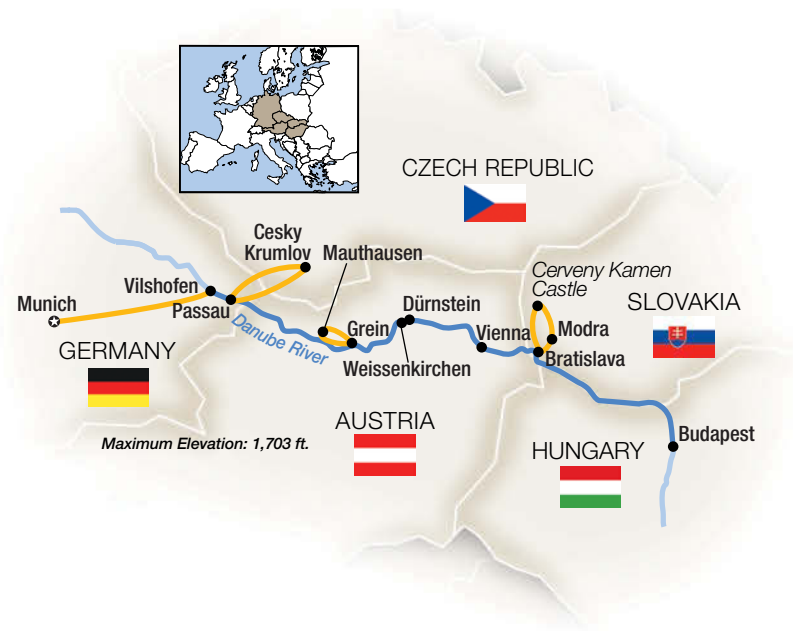 CZECH REPUBLIC
Cesky
Krumlov
Mauthausen
Cerveny Kamen
Castle
Vilshofen
Munich
Passau
Danube River
Dürnstein
SLOVAKIA
Grein
Vienna
Modra
GERMANY
Weissenkirchen
Bratislava
AUSTRIA
Maximum Elevation: 1,703 ft.
HUNGARY
Budapest